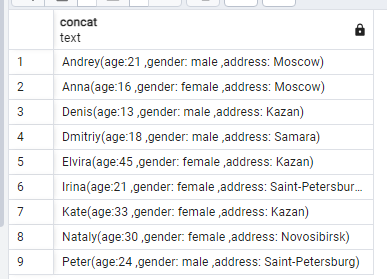 concat
text
1 Andrey(age:21 ,gender: male ,address: Moscow)
2 Anna(age:16 ,gender: female ,address: Moscow)
3 Denis(age:13 ,gender: male ,address: Kazan)
4 Dmitriy(age:18 ,gender: male ,address: Samara)
5 Elvira(age:45 ,gender: female ,address: Kazan)
6 Irina(age:21 ,gender: female ,address: Saint-Petersbur...
7 Kate(age:33 ,gender: female ,address: Kazan)
8 Nataly(age:30 ,gender: female ,address: Novosibirsk)
9 Peter(age:24 ,gender: male ,address: Saint-Petersburg)